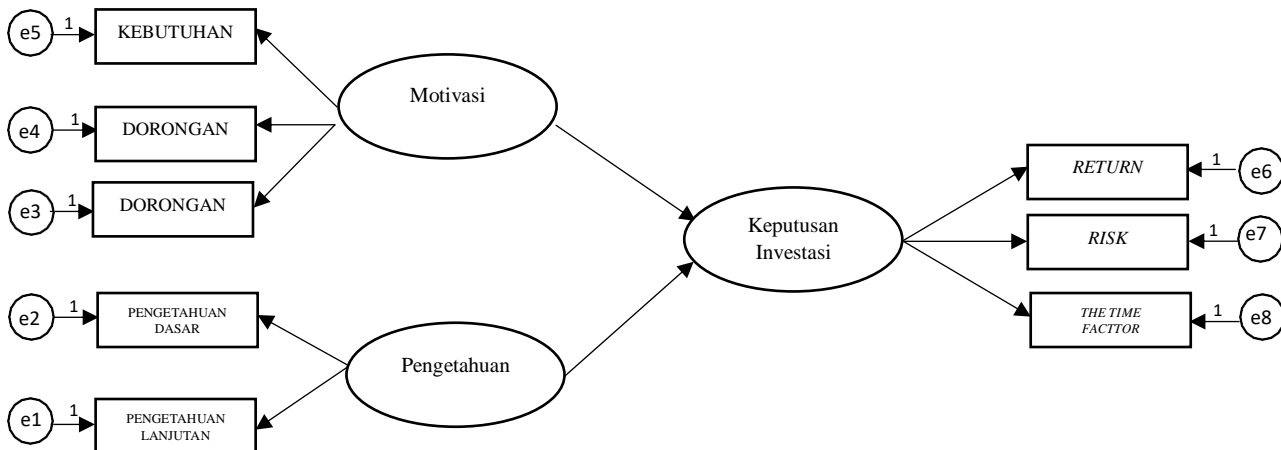 e5
1
KEBUTUHAN
Motivasi
e4
1
DORONGAN
e3
1
DORONGAN
RETURN
1
e6
Keputusan
Investasi
RISK
1
e7
THE TIME
FACTTOR
1
e8
e2
1
PENGETAHUAN
DASAR
Pengetahuan
e1
1
PENGETAHUAN
LANJUTAN